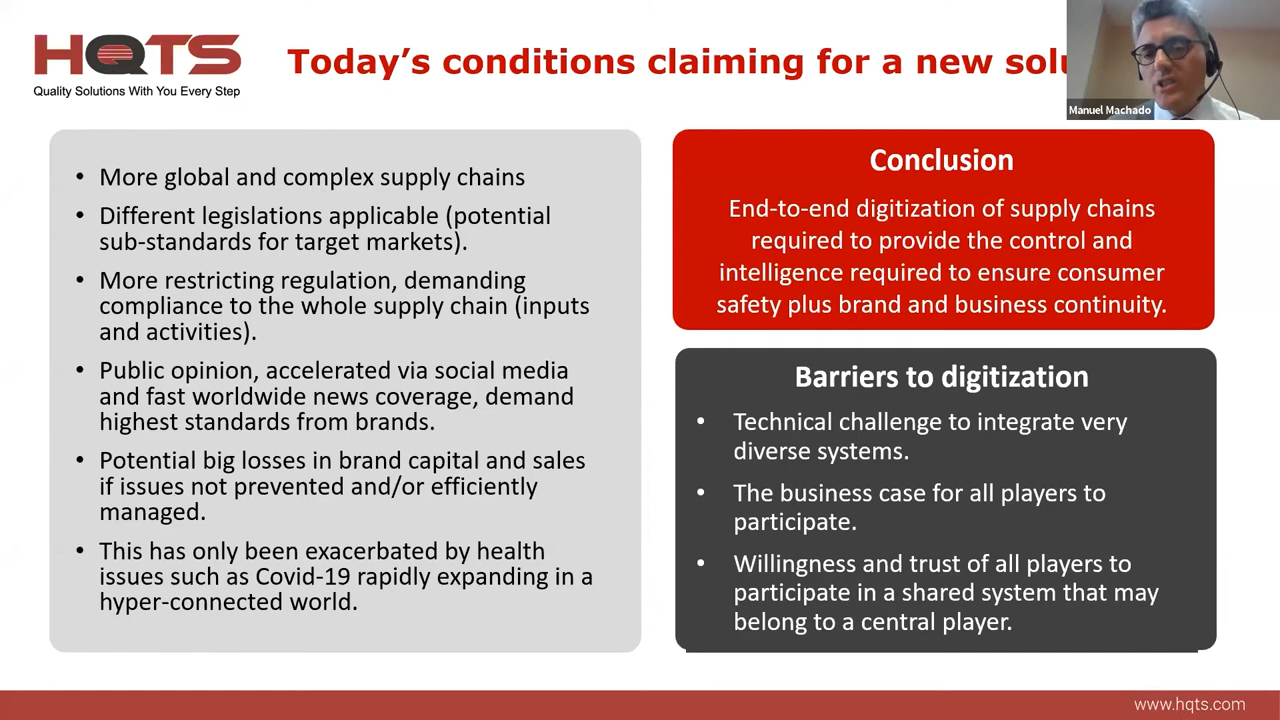 HQTS
Quality Solutions With You Every Step
Today's conditions claiming for a new
Manuel Machado
• More global and complex supply chains
• Different legislations applicable (potential
sub-standards for target markets).
• More restricting regulation, demanding
compliance to the whole supply chain (inputs
and activities).
• Public opinion, accelerated via social media
and fast worldwide news coverage, demand
highest standards from brands.
• Potential big losses in brand capital and sales
if issues not prevented and/or efficiently
managed.
• This has only been exacerbated by health
issues such as Covid-19 rapidly expanding in a
hyper-connected world.
Conclusion
End-to-end digitization of supply chains
required to provide the control and
intelligence required to ensure consumer
safety plus brand and business continuity.
Barriers to digitization
• Technical challenge to integrate very
diverse systems.
• The business case for all players to
participate.
• Willingness and trust of all players to
participate in a shared system that may
belong to a central player.
www.hqts.com